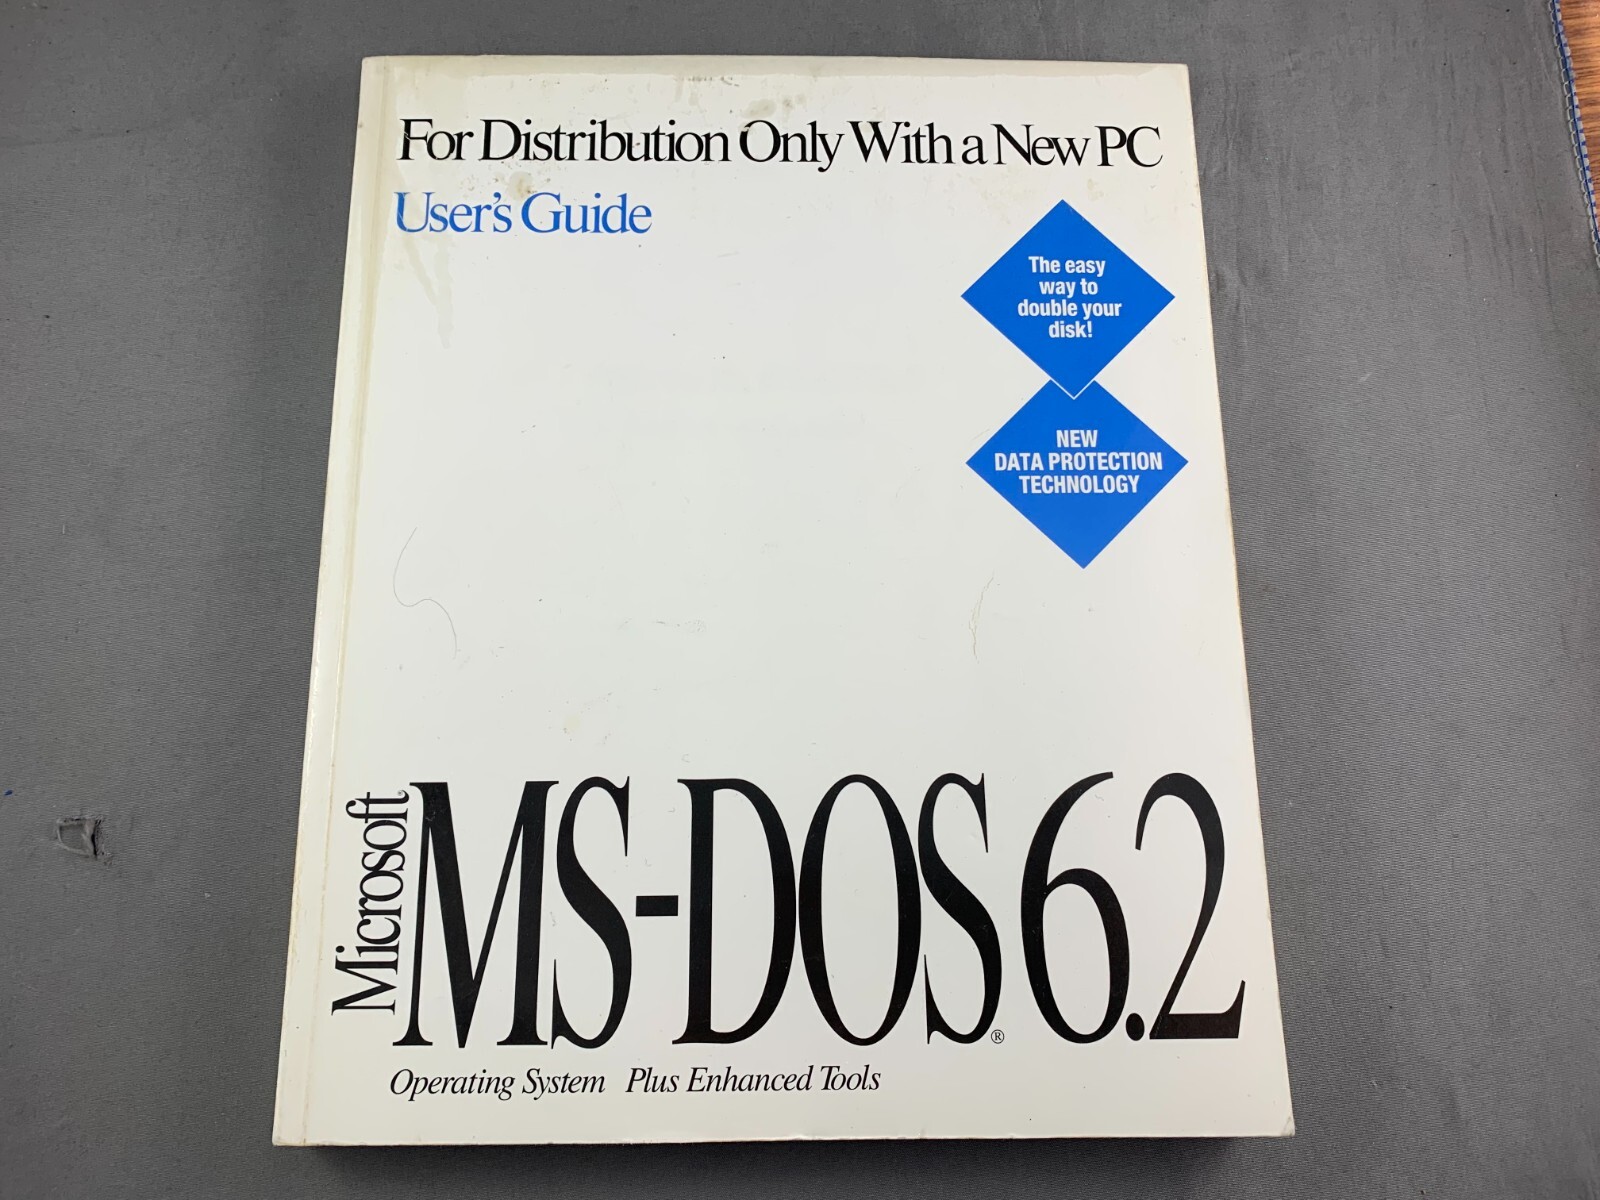 For Distribution Only With a New PC
User's Guide
The easy
way to
double your
disk!
NEW
DATA PROTECTION
TECHNOLOGY
Microsoft®
MS-DOS® 6.2
Operating System Plus Enhanced Tools